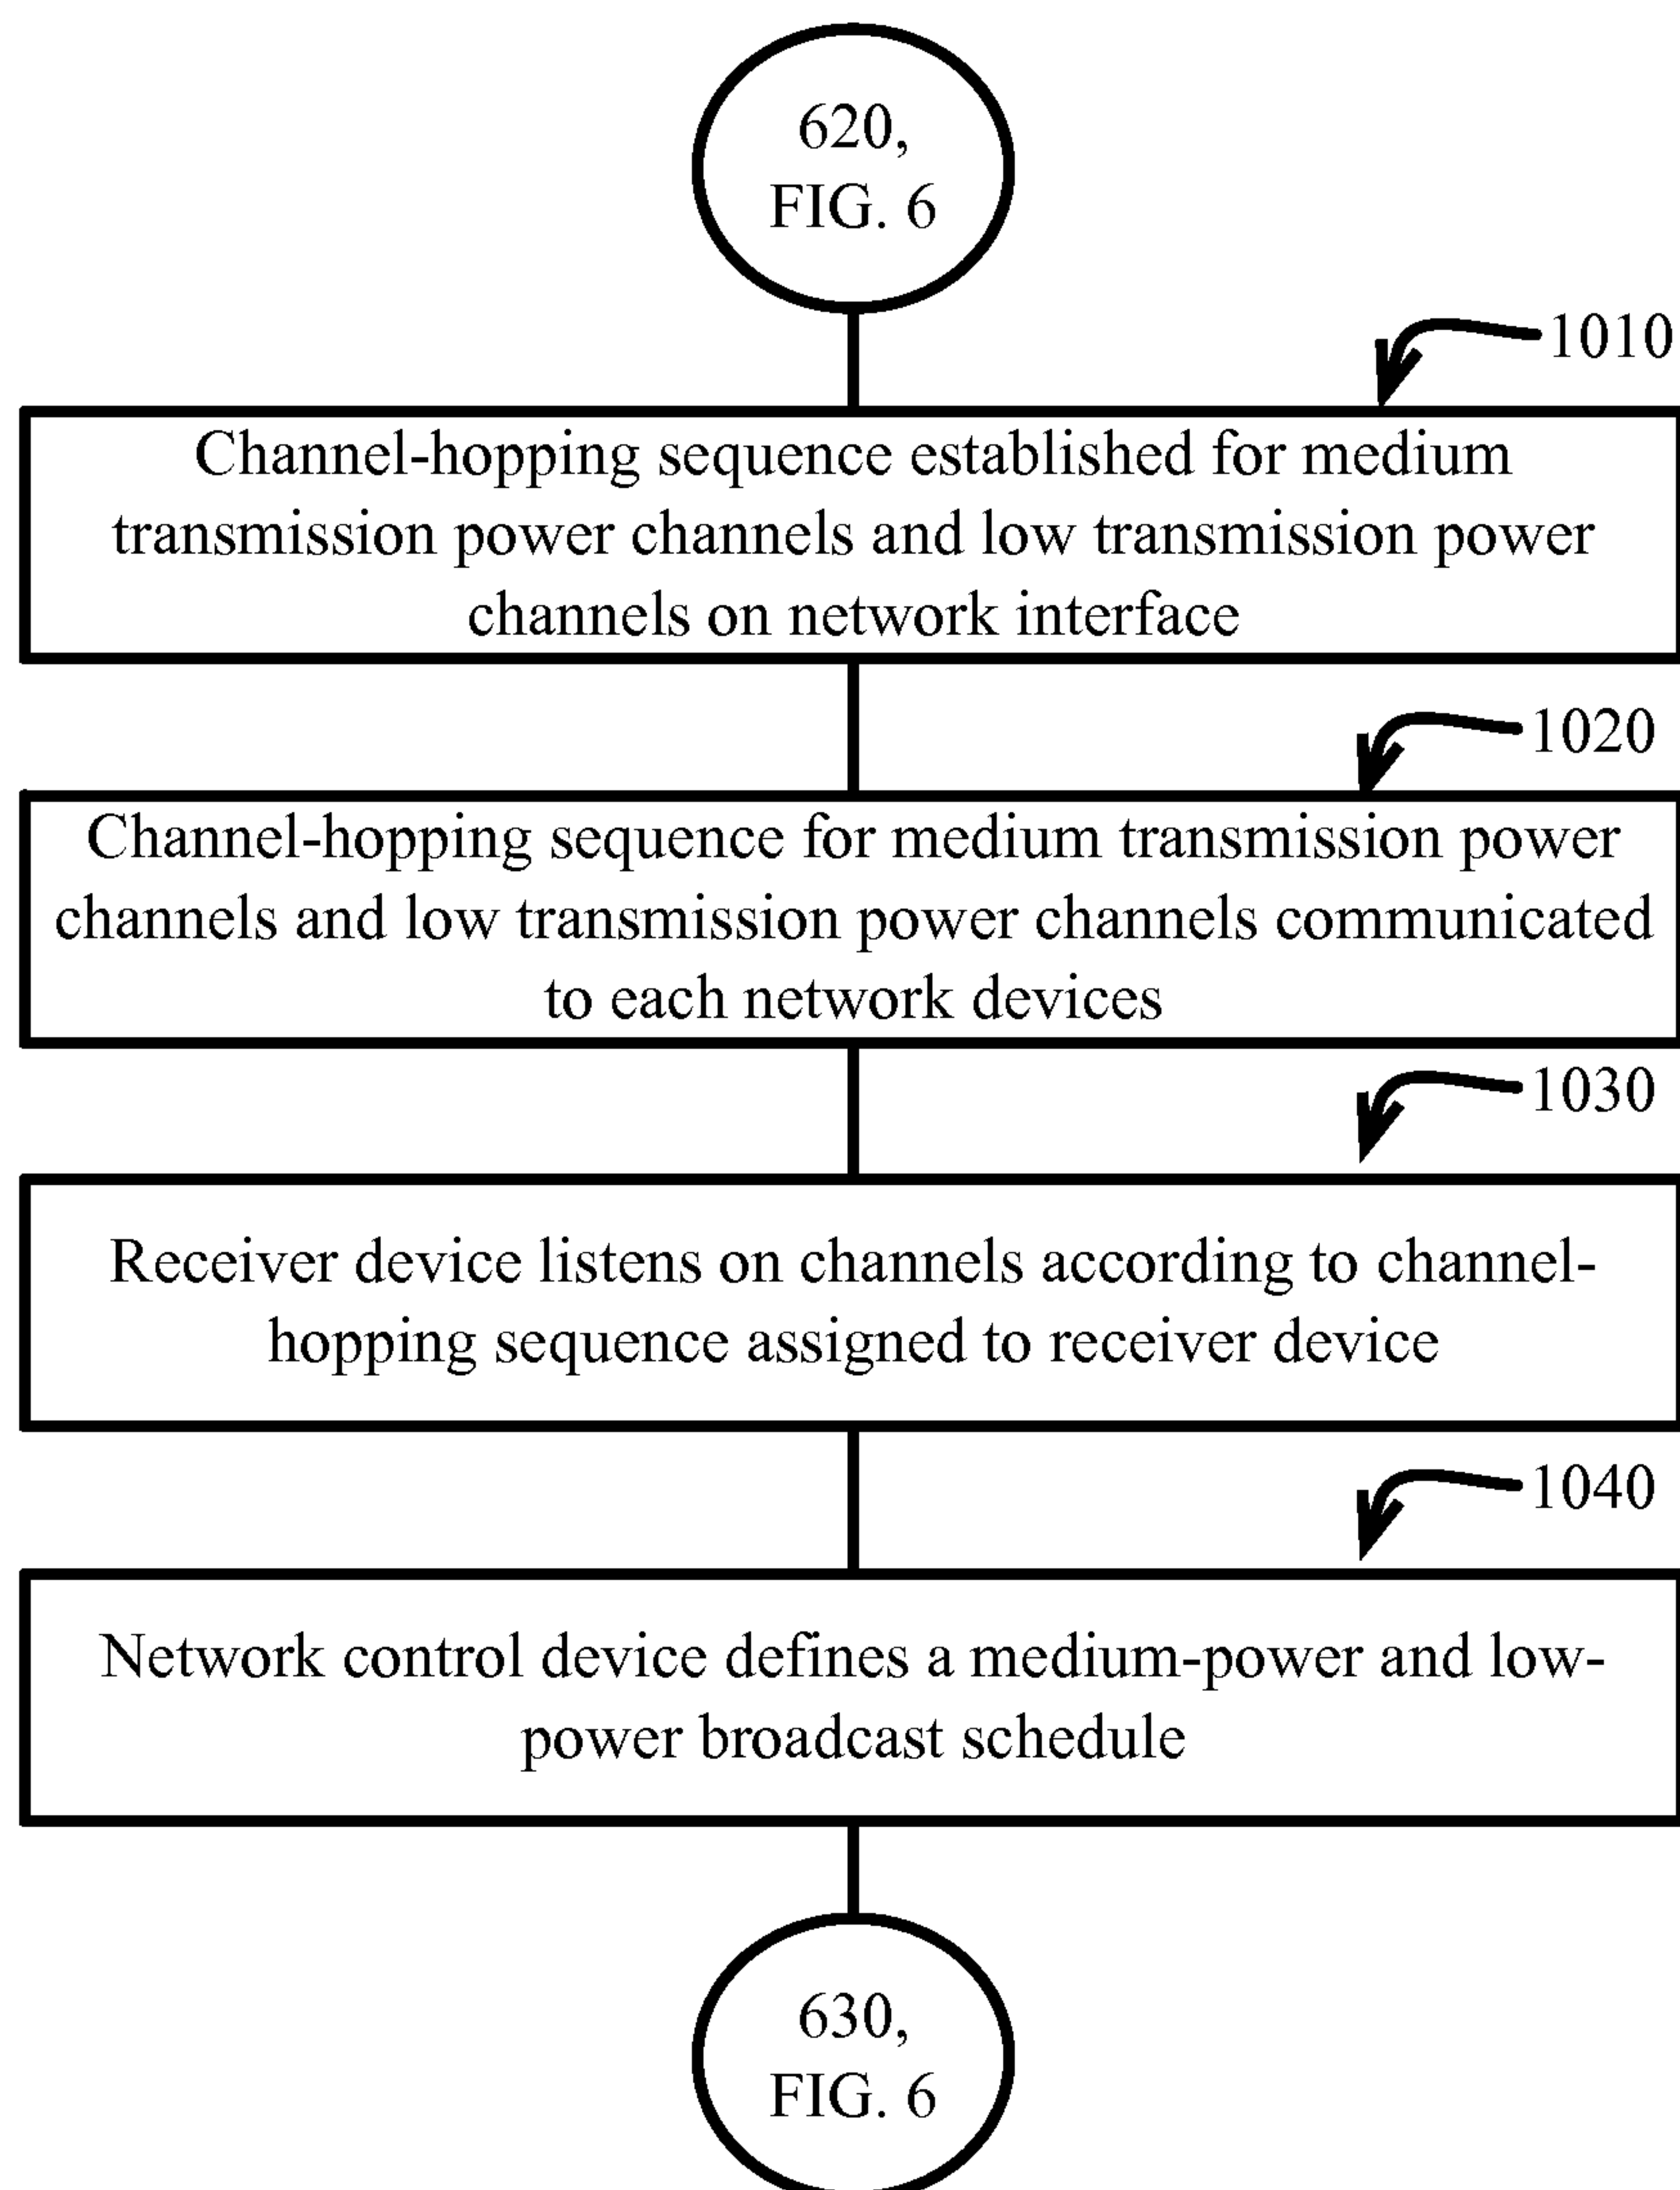 620,
FIG. 6
1010
Channel-hopping sequence established for medium
transmission power channels and low transmission power
channels on network interface
1020
Channel-hopping sequence for medium transmission power
channels and low transmission power channels communicated
to each network devices
1030
Receiver device listens on channels according to channel-
hopping sequence assigned to receiver device
1040
Network control device defines a medium-power and low-
power broadcast schedule
630,
FIG. 6